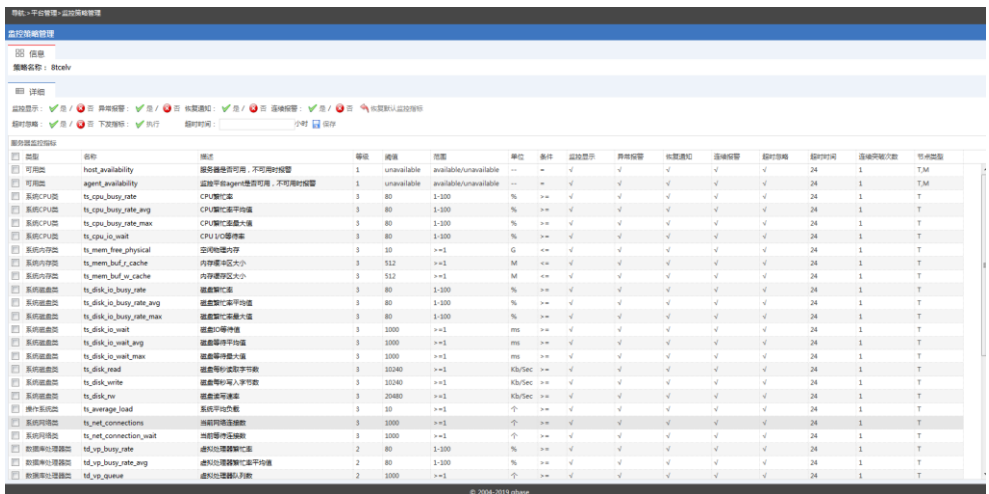 导航:>平台管理>监控策略管理
监控策略管理
信息
策略名称: 8tcelv
详细
监控显示: 是 / 否 异常报警: 是 / 否 恢复通知: 是 / 否 连续报警: 是 / 否 恢复默认监控指标
超时忽略: 是 / 否 下发指标: 执行 超时时间: 小时 保存
服务器监控指标
类型 名称 描述 等级 阈值 范围 单位 条件 监控显示 异常报警 恢复通知 连续报警 超时忽略 超时时间 连续突破次数 节点类型
可用类 host_availability 服务器是否可用,不可用时报警 1 unavailable available/unavailable -- = √ √ √ √ √ 24 1 T,M
可用类 agent_availability 监控平台agent是否可用,不可用时报警 1 unavailable available/unavailable -- = √ √ √ √ √ 24 1 T,M
系统CPU类 ts_cpu_busy_rate CPU繁忙率 3 80 1-100 % >= √ √ √ √ √ 24 1 T
系统CPU类 ts_cpu_busy_rate_avg CPU繁忙率平均值 3 80 1-100 % >= √ √ √ √ √ 24 1 T
系统CPU类 ts_cpu_busy_rate_max CPU繁忙率最大值 3 80 1-100 % >= √ √ √ √ √ 24 1 T
系统CPU类 ts_cpu_io_wait CPU I/O等待率 3 80 1-100 % >= √ √ √ √ √ 24 1 T
系统内存类 ts_mem_free_physical 空闲物理内存 3 10 >=1 G <= √ √ √ √ √ 24 1 T
系统内存类 ts_mem_buf_r_cache 内存缓冲区大小 3 512 >=1 M <= √ √ √ √ √ 24 1 T
系统内存类 ts_mem_buf_w_cache 内存缓存区大小 3 512 >=1 M <= √ √ √ √ √ 24 1 T
系统磁盘类 ts_disk_io_busy_rate 磁盘繁忙率 3 80 1-100 % >= √ √ √ √ √ 24 1 T
系统磁盘类 ts_disk_io_busy_rate_avg 磁盘繁忙率平均值 3 80 1-100 % >= √ √ √ √ √ 24 1 T
系统磁盘类 ts_disk_io_busy_rate_max 磁盘繁忙率最大值 3 80 1-100 % >= √ √ √ √ √ 24 1 T
系统磁盘类 ts_disk_io_wait 磁盘IO等待值 3 1000 >=1 ms >= √ √ √ √ √ 24 1 T
系统磁盘类 ts_disk_io_wait_avg 磁盘等待平均值 3 1000 >=1 ms >= √ √ √ √ √ 24 1 T
系统磁盘类 ts_disk_io_wait_max 磁盘等待最大值 3 1000 >=1 ms >= √ √ √ √ √ 24 1 T
系统磁盘类 ts_disk_read 磁盘每秒读取字节数 3 10240 >=1 Kb/Sec >= √ √ √ √ √ 24 1 T
系统磁盘类 ts_disk_write 磁盘每秒写入字节数 3 10240 >=1 Kb/Sec >= √ √ √ √ √ 24 1 T
系统磁盘类 ts_disk_rw 磁盘读写速率 3 20480 >=1 Kb/Sec >= √ √ √ √ √ 24 1 T
操作系统类 ts_average_load 系统平均负载 3 10 >=1 个 >= √ √ √ √ √ 24 1 T
系统网络类 ts_net_connections 当前网络连接数 3 1000 >=1 个 >= √ √ √ √ √ 24 1 T
系统网络类 ts_net_connection_wait 当前等待连接数 3 1000 >=1 个 >= √ √ √ √ √ 24 1 T
数据库处理器类 td_vp_busy_rate 虚拟处理器繁忙率 2 80 1-100 % >= √ √ √ √ √ 24 1 T
数据库处理器类 td_vp_busy_rate_avg 虚拟处理器繁忙率平均值 2 80 1-100 % >= √ √ √ √ √ 24 1 T
数据库处理器类 td_vp_queue 虚拟处理器队列数 2 1000 >=1 个 >= √ √ √ √ √ 24 1 T
© 2004-2019 gbase